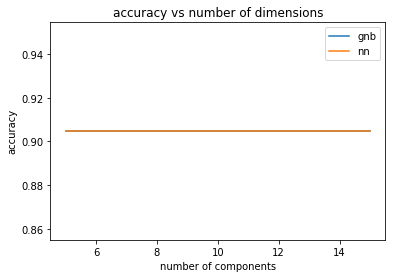 accuracy vs number of dimensions
gnb
nn
accuracy
0.94
0.92
0.90
0.88
0.86
6 8 10 12 14
number of components